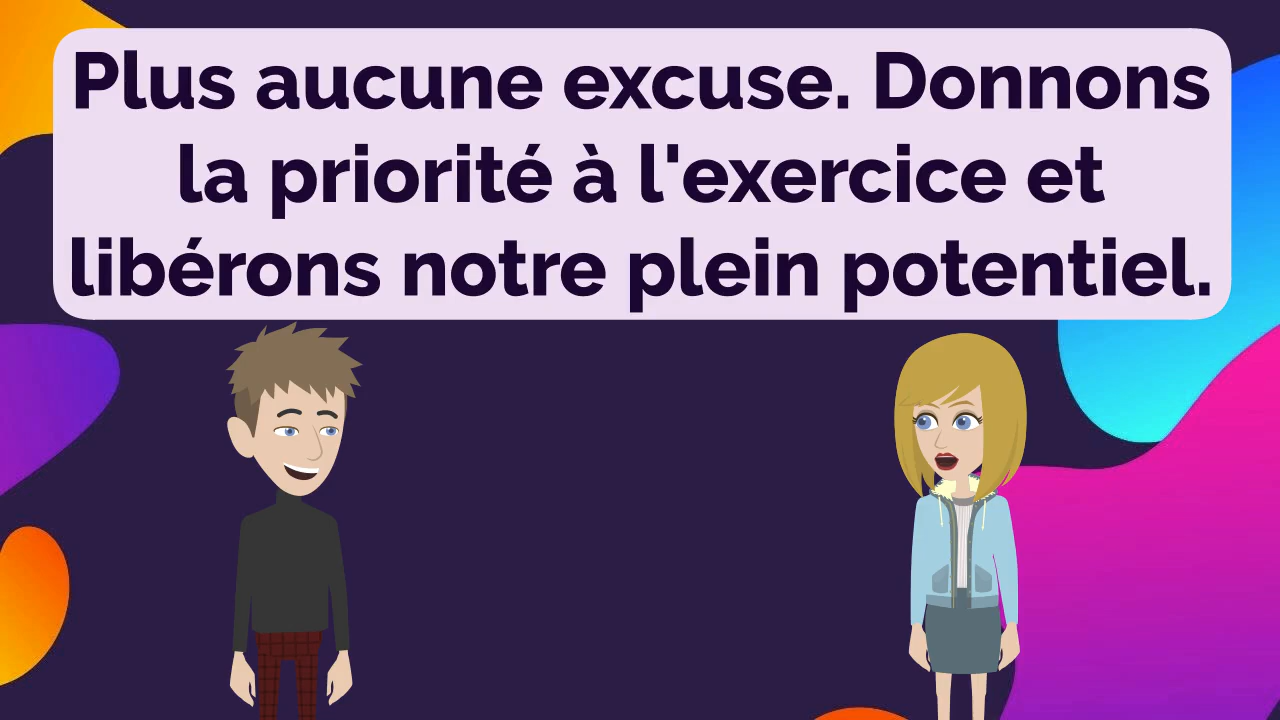 Plus aucune excuse. Donnons
la priorité à l'exercice et
libérons notre plein potentiel.